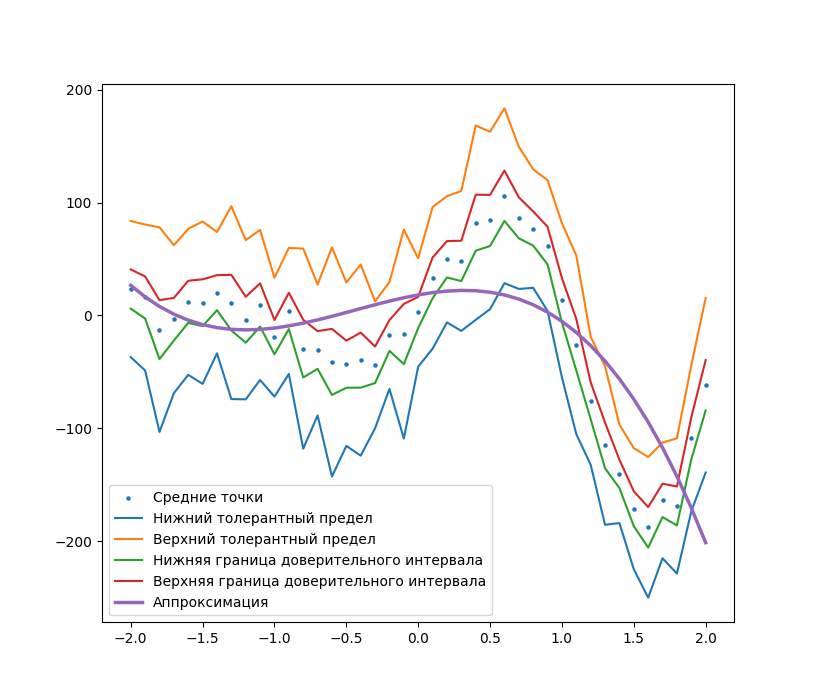 200
100
0
−100
−200
Средние точки
Нижний толерантный предел
Верхний толерантный предел
Нижняя граница доверительного интервала
Верхняя граница доверительного интервала
Аппроксимация
−2.0 −1.5 −1.0 −0.5 0.0 0.5 1.0 1.5 2.0